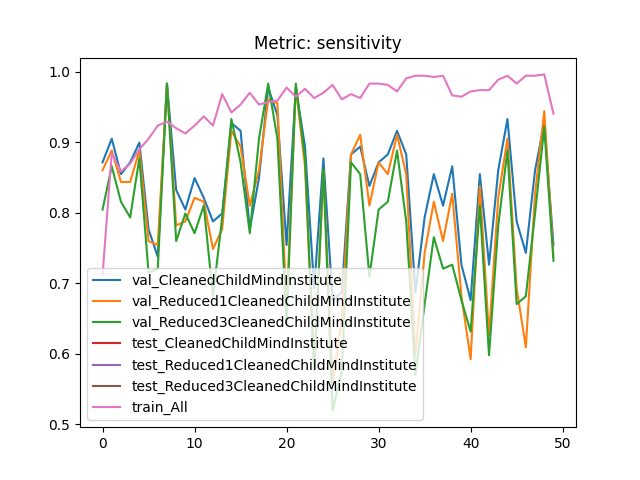 Metric: sensitivity
1.0
0.9
0.8
0.7
0.6
0.5
val_CleanedChildMindInstitute
val_Reduced1CleanedChildMindInstitute
val_Reduced3CleanedChildMindInstitute
test_CleanedChildMindInstitute
test_Reduced1CleanedChildMindInstitute
test_Reduced3CleanedChildMindInstitute
train_All
0 10 20 30 40 50